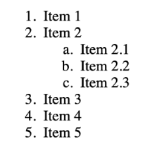 1. Item 1
2. Item 2
a. Item 2.1
b. Item 2.2
c. Item 2.3
3. Item 3
4. Item 4
5. Item 5